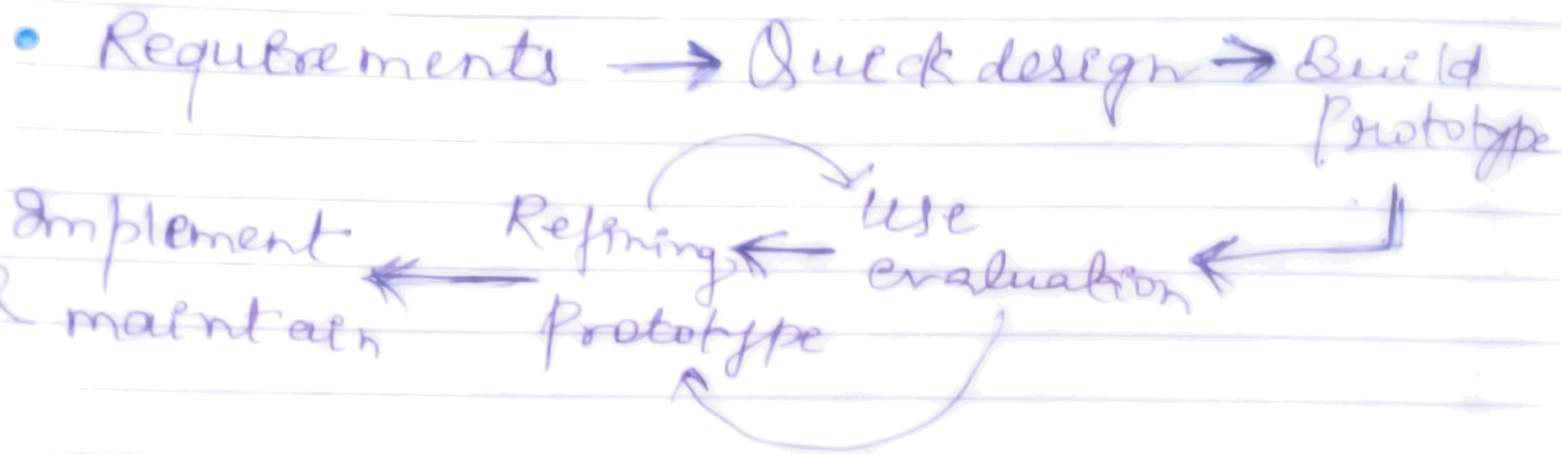 • Requirements → Quick design → Build
Prototype
Implement Refining ← use
& maintain ← Prototype evaluation ←